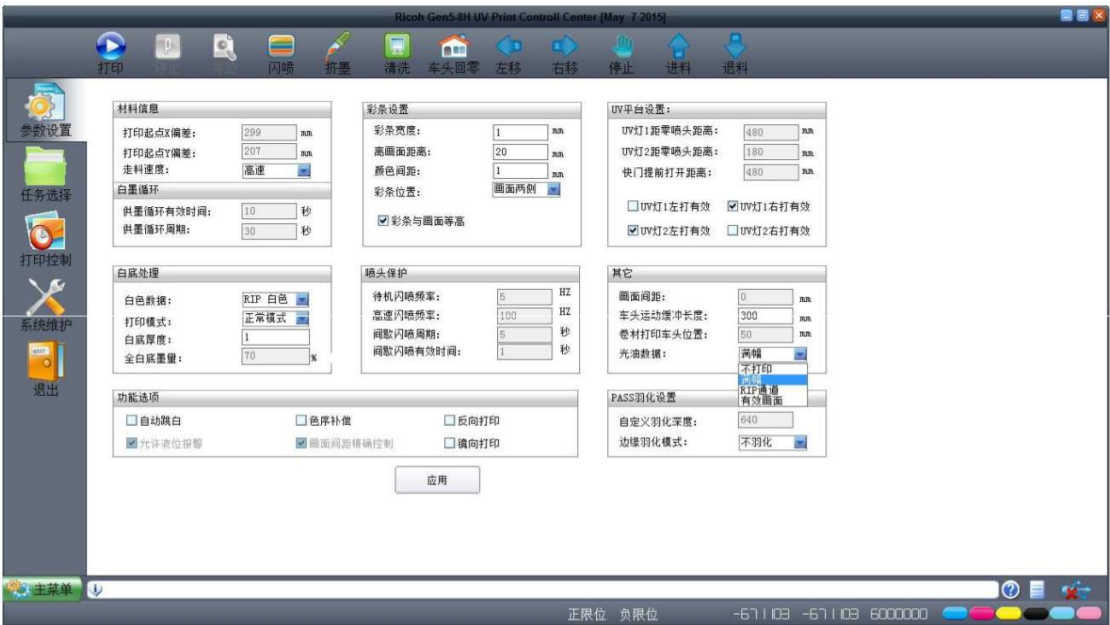 Ricoh Gen5-8H UV Print Controll Center [May 7 2015]
打印 闪喷 挤墨 清洗 车头回零 左移 右移 停止 进料 退料
参数设置
任务选择
打印控制
系统维护
退出
材料信息
打印起点X偏差: 299 mm
打印起点Y偏差: 207 mm
走料速度: 高速
白墨循环
供墨循环有效时间: 10 秒
供墨循环周期: 30 秒
彩条设置
彩条宽度: 1 mm
离画面距离: 20 mm
颜色间距: 1 mm
彩条位置: 画面两侧
彩条与画面等高
UV平台设置:
UV灯1距零喷头距离: 480 mm
UV灯2距零喷头距离: 180 mm
快门提前打开距离: 480 mm
UV灯1左打有效 UV灯1右打有效
UV灯2左打有效 UV灯2右打有效
白底处理
白色数据: RIP 白色
打印模式: 正常模式
白底厚度: 1
全白底墨量: 70 %
喷头保护
待机闪喷频率: 5 HZ
高速闪喷频率: 100 HZ
间歇闪喷周期: 5 秒
间歇闪喷有效时间: 1 秒
其它
画面间距: 0 mm
车头运动缓冲长度: 300 mm
卷材打印车头位置: 50 mm
光油数据: 满幅
不打印
满幅
RIP通道
有效画面
功能选项
自动跳白 色序补偿 反向打印
允许液位报警 画面间距精确控制 镜向打印
PASS羽化设置
自定义羽化深度: 640
边缘羽化模式: 不羽化
应用
主菜单
正限位 负限位 -671103 -671103 6000000